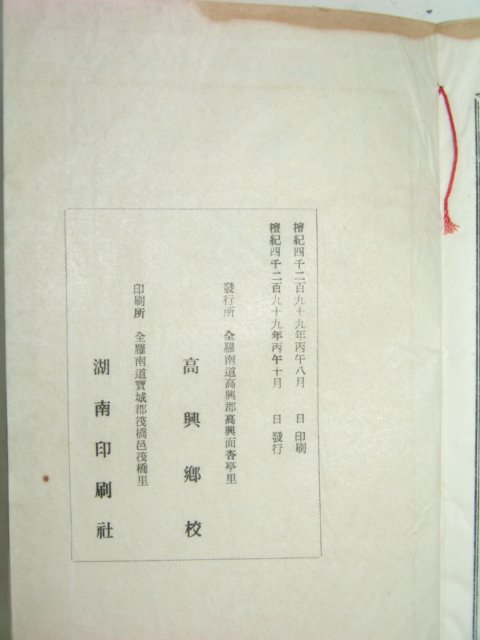 檀紀四千二百九十九年丙午八月 日 印刷
檀紀四千二百九十九年丙午十月 日 發行
發行所 全羅南道高興郡高興面香亭里
高興鄕校
印刷所 全羅南道寶城郡筏橋邑筏橋里
湖南印刷社